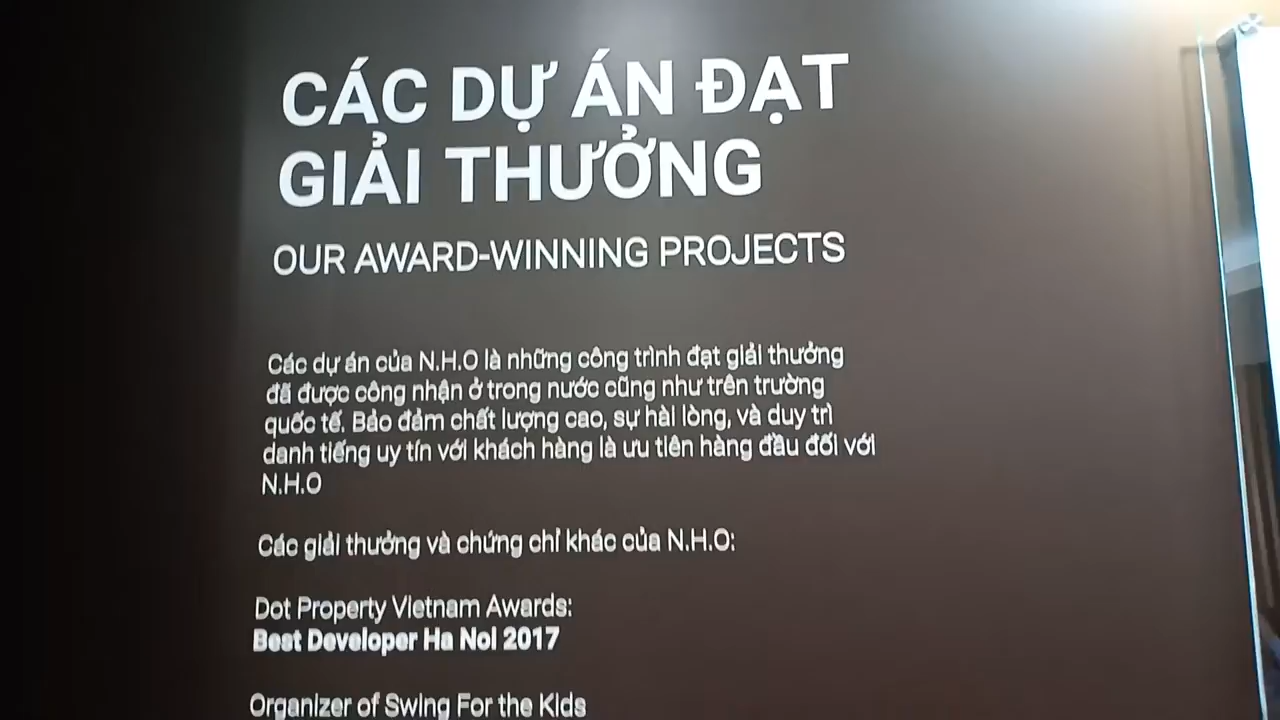 CÁC DỰ ÁN ĐẠT
GIẢI THƯỞNG
OUR AWARD-WINNING PROJECTS
Các dự án của N.H.O là những công trình đạt giải thưởng
đã được công nhận ở trong nước cũng như trên trường
quốc tế. Bảo đảm chất lượng cao, sự hài lòng, và duy trì
danh tiếng uy tín với khách hàng là ưu tiên hàng đầu đối với
N.H.O
Các giải thưởng và chứng chỉ khác của N.H.O:
Dot Property Vietnam Awards:
Best Developer Ha Noi 2017
Organizer of Swing For the Kids